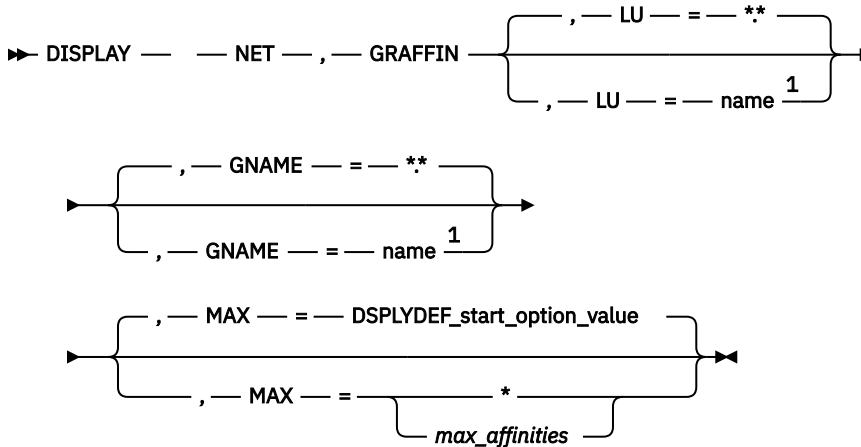 , LU = *.*
DISPLAY NET , GRAFFIN
, LU = name 1
, GNAME = *.*
, GNAME = name 1
, MAX = DSPLYDEF_start_option_value
, MAX = *
max_affinities